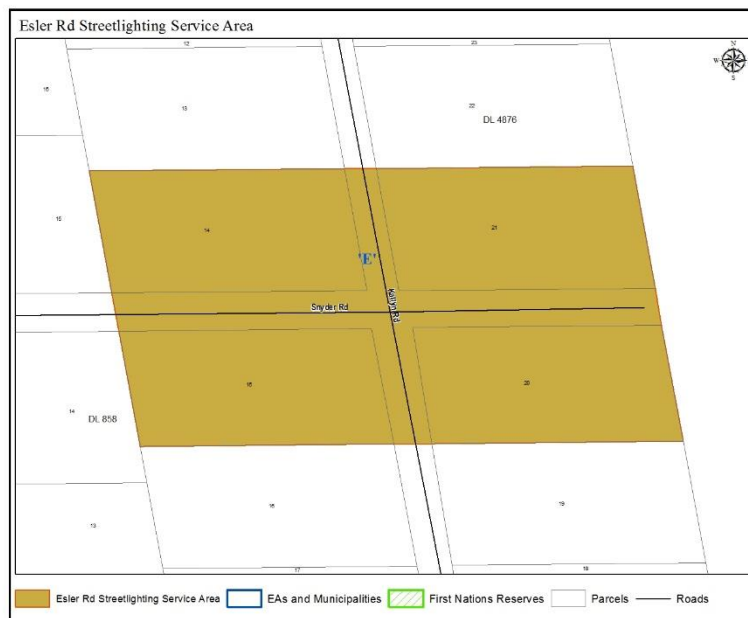 Esler Rd Streetlighting Service Area
N
W E
S
12
23
16
13
22
DL 4876
15
14
21
'E'
Snyder Rd
Kallyn Rd
15
20
14
DL 858
16
19
13
17
18
Esler Rd Streetlighting Service Area
EAs and Municipalities
First Nations Reserves
Parcels
Roads